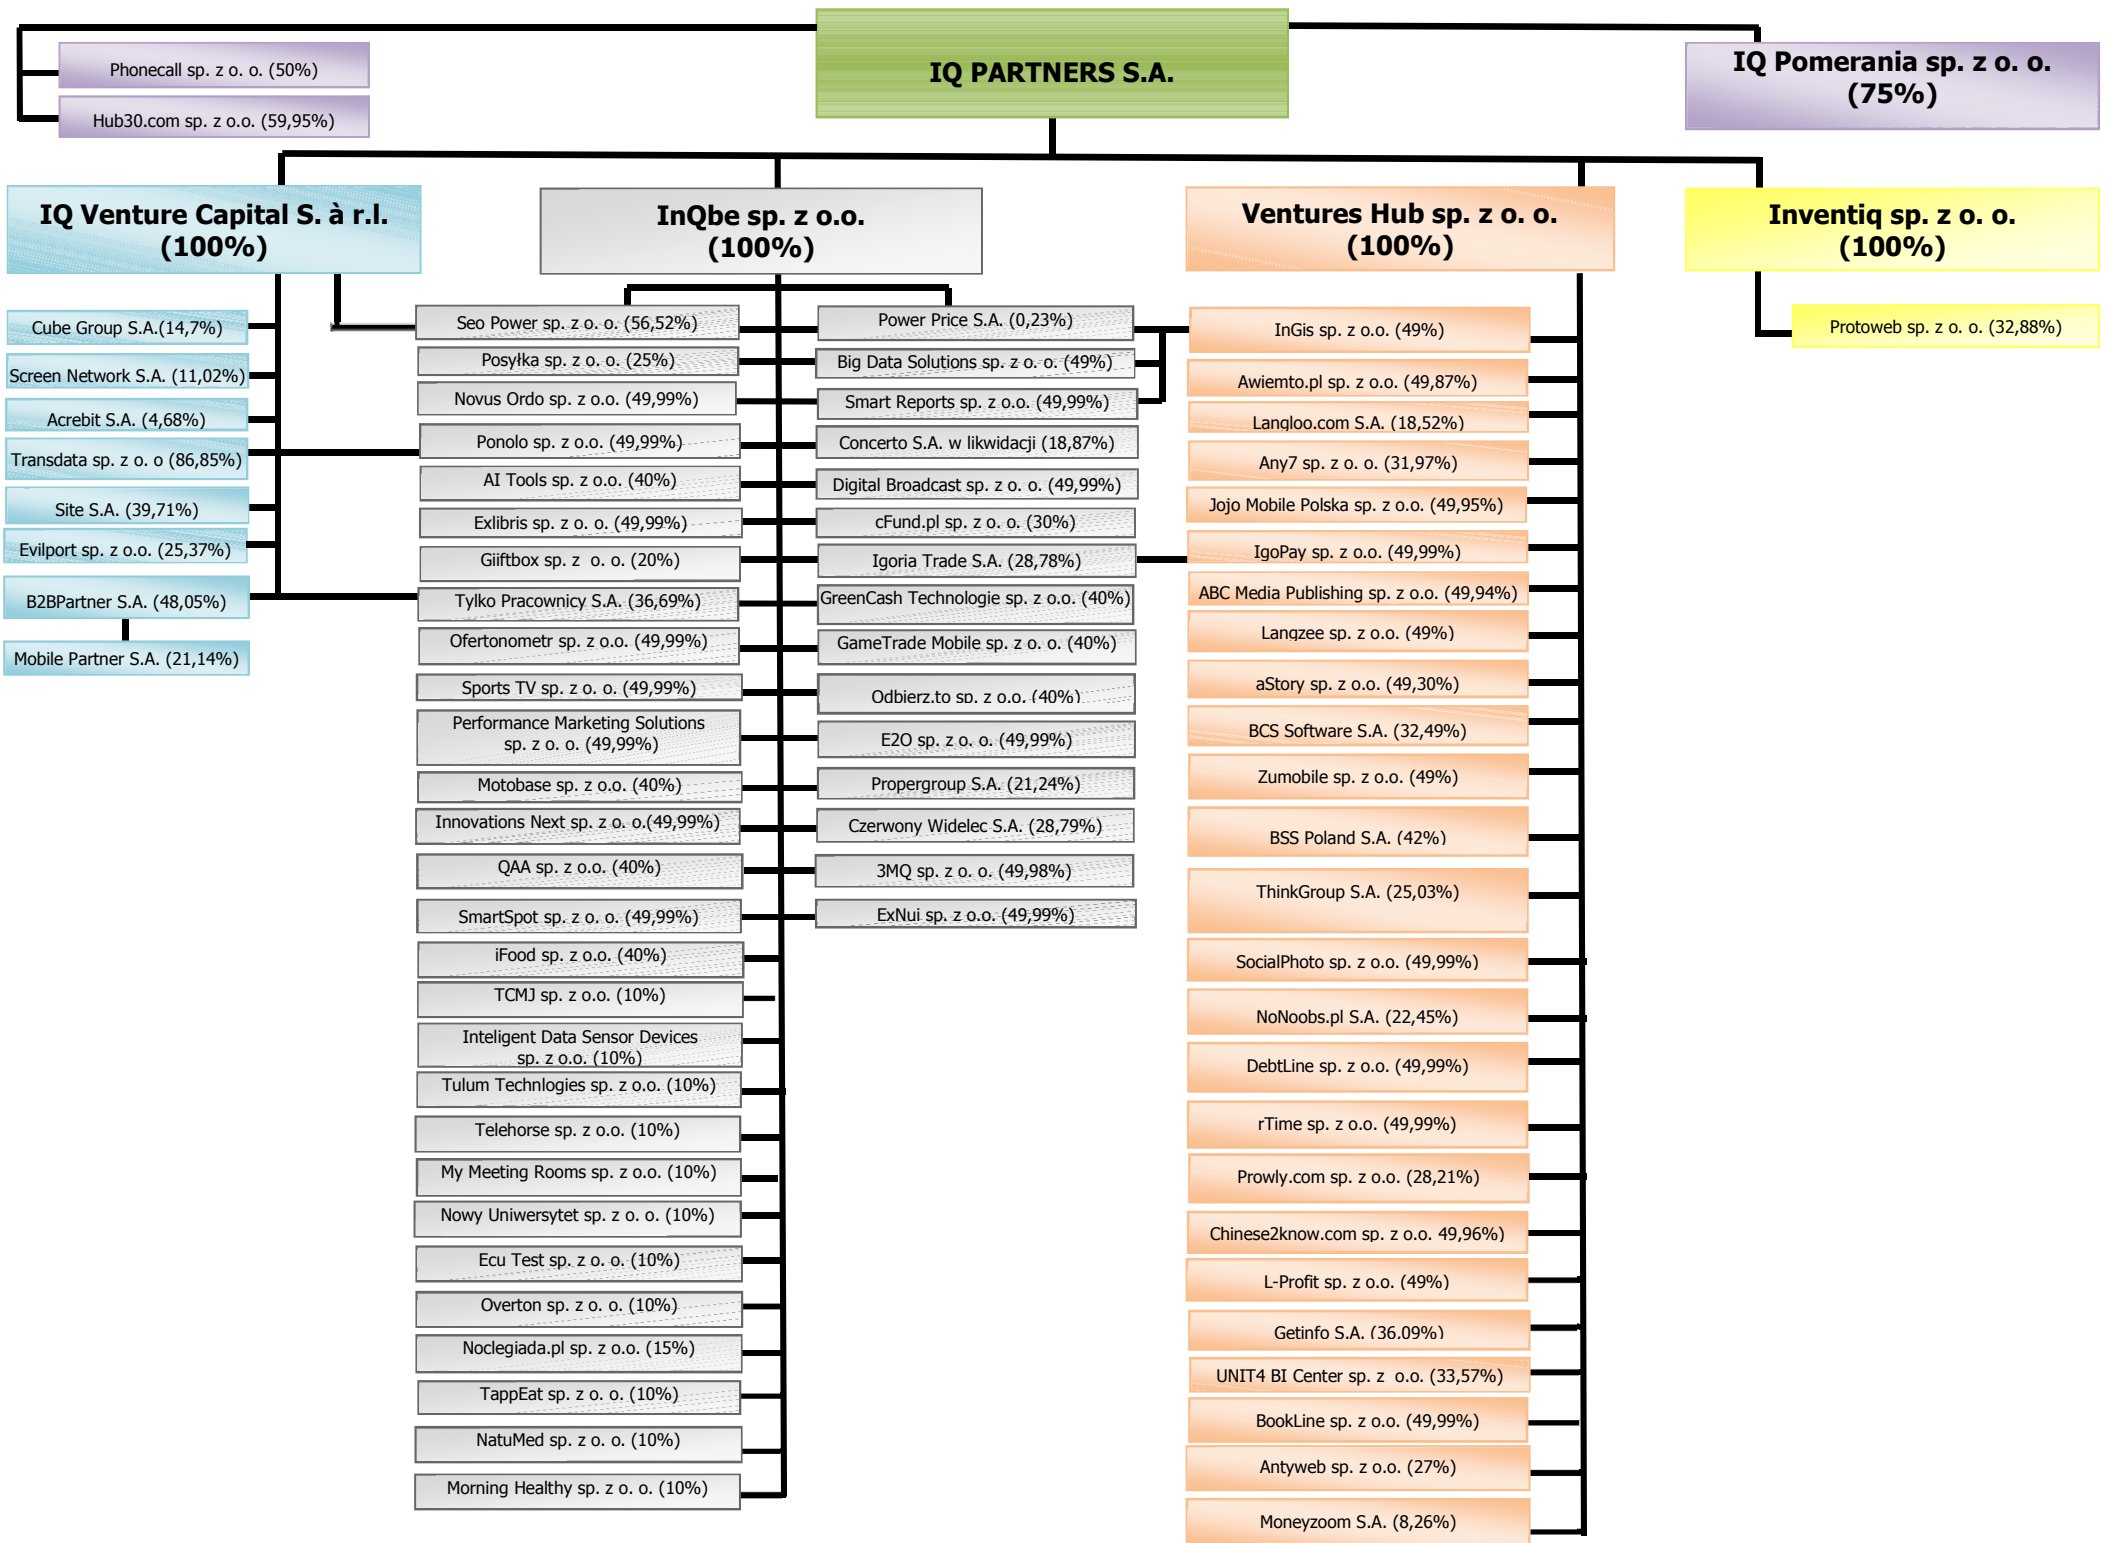 IQ PARTNERS S.A.
Phonecall sp. z o. o. (50%)
Hub30.com sp. z o.o. (59,95%)
IQ Pomerania sp. z o. o.
(75%)
IQ Venture Capital S. à r.l.
(100%)
InQbe sp. z o.o.
(100%)
Ventures Hub sp. z o. o.
(100%)
Inventiq sp. z o. o.
(100%)
Cube Group S.A.(14,7%)
Screen Network S.A. (11,02%)
Acrebit S.A. (4,68%)
Transdata sp. z o. o (86,85%)
Site S.A. (39,71%)
Evilport sp. z o.o. (25,37%)
B2BPartner S.A. (48,05%)
Mobile Partner S.A. (21,14%)
Seo Power sp. z o. o. (56,52%)
Posyłka sp. z o. o. (25%)
Novus Ordo sp. z o.o. (49,99%)
Ponolo sp. z o.o. (49,99%)
AI Tools sp. z o.o. (40%)
Exlibris sp. z o. o. (49,99%)
Giiftbox sp. z  o. o. (20%)
Tylko Pracownicy S.A. (36,69%)
Ofertonometr sp. z o.o. (49,99%)
Sports TV sp. z o. o. (49,99%)
Performance Marketing Solutions
sp. z o. o. (49,99%)
Motobase sp. z o.o. (40%)
Innovations Next sp. z o. o.(49,99%)
QAA sp. z o.o. (40%)
SmartSpot sp. z o. o. (49,99%)
iFood sp. z o.o. (40%)
TCMJ sp. z o.o. (10%)
Inteligent Data Sensor Devices
sp. z o.o. (10%)
Tulum Technlogies sp. z o.o. (10%)
Telehorse sp. z o.o. (10%)
My Meeting Rooms sp. z o.o. (10%)
Nowy Uniwersytet sp. z o. o. (10%)
Ecu Test sp. z o. o. (10%)
Overton sp. z o. o. (10%)
Noclegiada.pl sp. z o.o. (15%)
TappEat sp. z o. o. (10%)
NatuMed sp. z o. o. (10%)
Morning Healthy sp. z o. o. (10%)
Power Price S.A. (0,23%)
Big Data Solutions sp. z o. o. (49%)
Smart Reports sp. z o.o. (49,99%)
Concerto S.A. w likwidacji (18,87%)
Digital Broadcast sp. z o.o. (49,99%)
cFund.pl sp. z o. o. (30%)
Igoria Trade S.A. (28,78%)
GreenCash Technologie sp. z o.o. (40%)
GameTrade Mobile sp. z o. o. (40%)
Odbierz.to sp. z o.o. (40%)
E2O sp. z o. o. (49,99%)
Propergroup S.A. (21,24%)
Czerwony Widelec S.A. (28,79%)
3MQ sp. z o. o. (49,98%)
ExNui sp. z o.o. (49,99%)
InGis sp. z o.o. (49%)
Awiemto.pl sp. z o.o. (49,87%)
Langloo.com S.A. (18,52%)
Any7 sp. z o. o. (31,97%)
Jojo Mobile Polska sp. z o.o. (49,95%)
IgoPay sp. z o.o. (49,99%)
ABC Media Publishing sp. z o.o. (49,94%)
Langzee sp. z o.o. (49%)
aStory sp. z o.o. (49,30%)
BCS Software S.A. (32,49%)
Zumobile sp. z o.o. (49%)
BSS Poland S.A. (42%)
ThinkGroup S.A. (25,03%)
SocialPhoto sp. z o.o. (49,99%)
NoNoobs.pl S.A. (22,45%)
DebtLine sp. z o.o. (49,99%)
rTime sp. z o.o. (49,99%)
Prowly.com sp. z o.o. (28,21%)
Chinese2know.com sp. z o.o. 49,96%)
L-Profit sp. z o.o. (49%)
Getinfo S.A. (36,09%)
UNIT4 BI Center sp. z  o.o. (33,57%)
BookLine sp. z o.o. (49,99%)
Antyweb sp. z o.o. (27%)
Moneyzoom S.A. (8,26%)
Protoweb sp. z o. o. (32,88%)